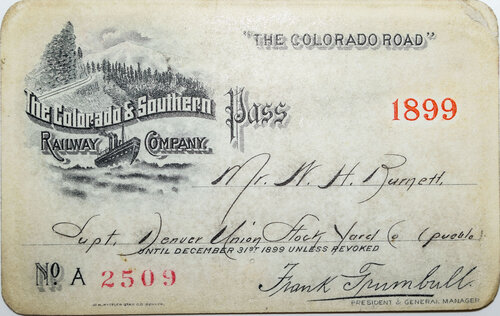 "THE COLORADO ROAD"
The Colorado & Southern
RAILWAY COMPANY.
Pass
1899
Mr. W. H. Burnett.
Supt. Denver Union Stock Yard Co (Pueblo)
UNTIL DECEMBER 31ST 1899 UNLESS REVOKED
No A 2509
Frank Trumbull.
PRESIDENT & GENERAL MANAGER